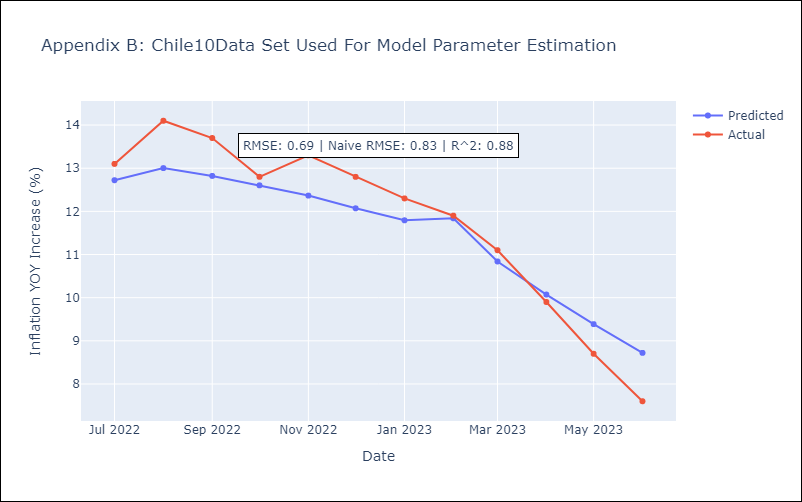 Appendix B: Chile10Data Set Used For Model Parameter Estimation
Predicted
Actual
RMSE: 0.69 | Naive RMSE: 0.83 | R^2: 0.88
Inflation YOY Increase (%)
14
13
12
11
10
9
8
Jul 2022
Sep 2022
Nov 2022
Jan 2023
Mar 2023
May 2023
Date